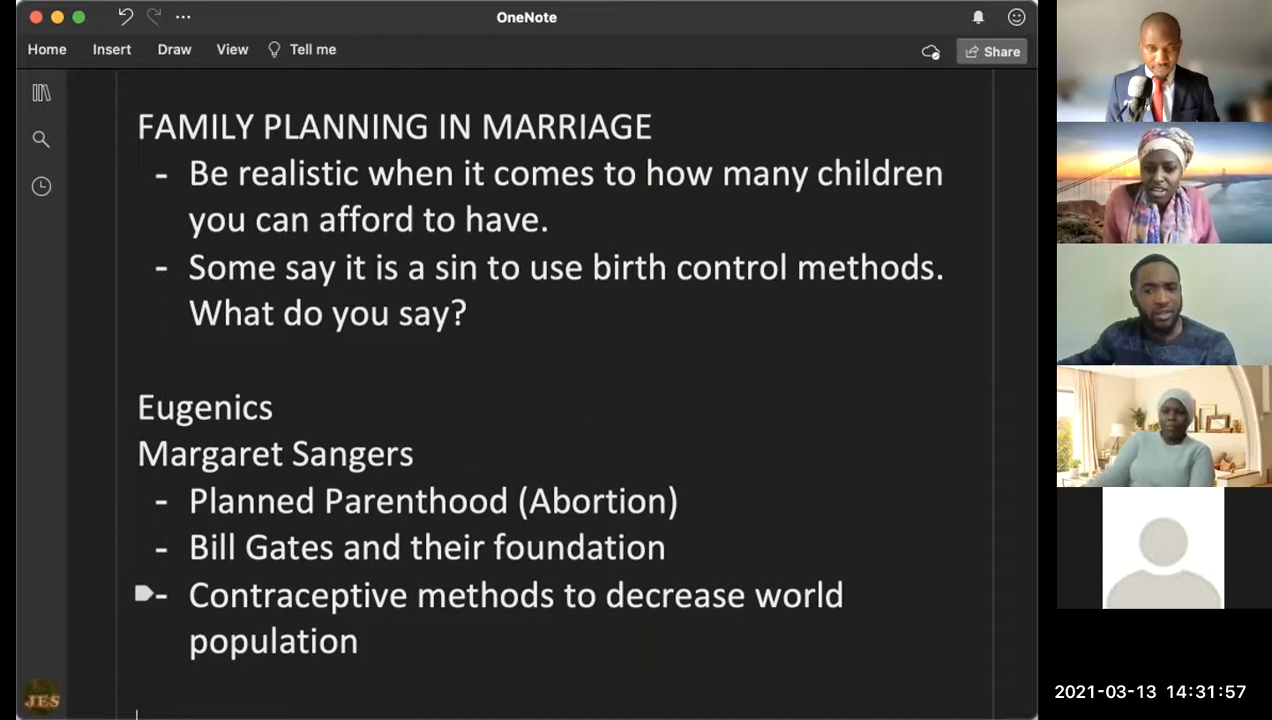 OneNote
Home Insert Draw View Tell me Share
FAMILY PLANNING IN MARRIAGE
- Be realistic when it comes to how many children
you can afford to have.
- Some say it is a sin to use birth control methods.
What do you say?
Eugenics
Margaret Sangers
- Planned Parenthood (Abortion)
- Bill Gates and their foundation
- Contraceptive methods to decrease world
population
JES
2021-03-13 14:31:57